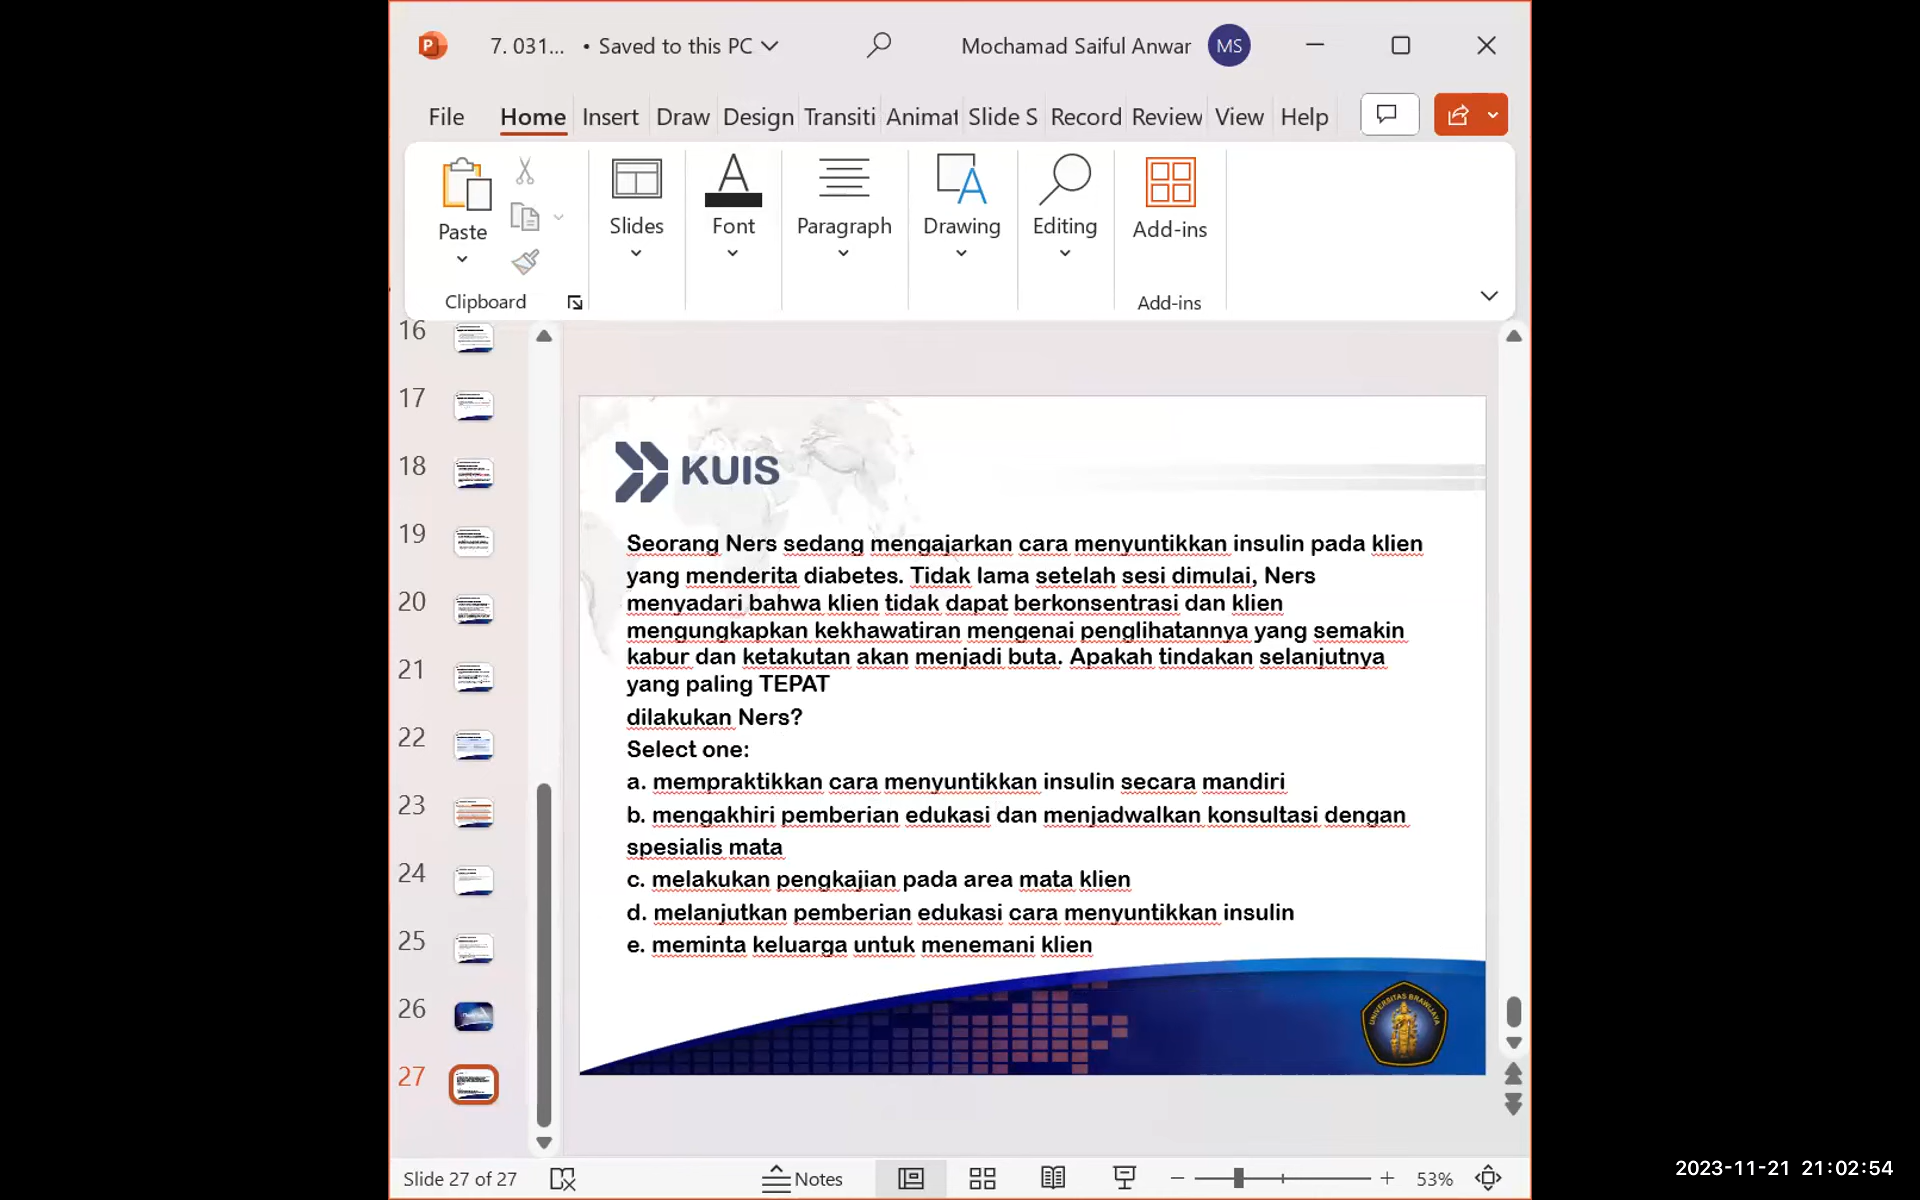 7. 031... • Saved to this PC
Mochamad Saiful Anwar MS
File Home Insert Draw Design Transiti Animat Slide S Record Review View Help
Paste
Slides
Font
Paragraph
Drawing
Editing
Add-ins
Clipboard
Add-ins
16
17
18
19
20
21
22
23
24
25
26
27
KUIS
Seorang Ners sedang mengajarkan cara menyuntikkan insulin pada klien
yang menderita diabetes. Tidak lama setelah sesi dimulai, Ners
menyadari bahwa klien tidak dapat berkonsentrasi dan klien
mengungkapkan kekhawatiran mengenai penglihatannya yang semakin
kabur dan ketakutan akan menjadi buta. Apakah tindakan selanjutnya
yang paling TEPAT
dilakukan Ners?
Select one:
a. mempraktikkan cara menyuntikkan insulin secara mandiri
b. mengakhiri pemberian edukasi dan menjadwalkan konsultasi dengan
spesialis mata
c. melakukan pengkajian pada area mata klien
d. melanjutkan pemberian edukasi cara menyuntikkan insulin
e. meminta keluarga untuk menemani klien
UNIVERSITAS BRAWIJAYA
Slide 27 of 27
Notes
53%
2023-11-21 21:02:54